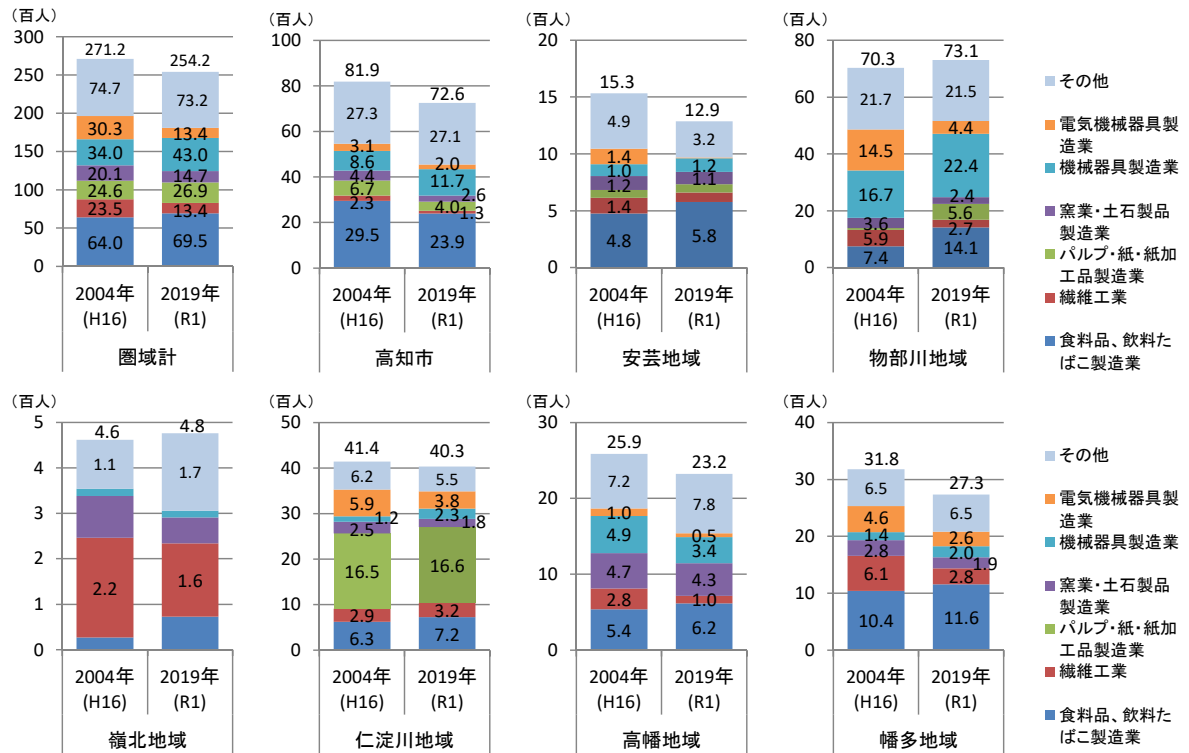 （百人）
271.2
254.2
300
250
200
150
100
50
0
74.7
30.3
34.0
20.1
24.6
23.5
64.0
73.2
13.4
43.0
14.7
26.9
13.4
69.5
2004年
(H16)
2019年
(R1)
圏域計
（百人）
100
80
60
40
20
0
81.9
72.6
27.3
3.1
8.6
4.4
6.7
2.3
29.5
27.1
2.0
11.7
2.6
4.0
1.3
23.9
2004年
(H16)
2019年
(R1)
高知市
（百人）
20
15
10
5
0
15.3
12.9
4.9
1.4
1.0
1.2
1.4
4.8
3.2
1.2
1.1
5.8
2004年
(H16)
2019年
(R1)
安芸地域
（百人）
80
60
40
20
0
70.3
73.1
21.7
14.5
16.7
3.6
5.9
7.4
21.5
4.4
22.4
2.4
5.6
2.7
14.1
2004年
(H16)
2019年
(R1)
物部川地域
その他
電気機械器具製
造業
機械器具製造業
窯業・土石製品
製造業
パルプ・紙・紙加
工品製造業
繊維工業
食料品、飲料た
ばこ製造業
（百人）
5
4
3
2
1
0
4.6
4.8
1.1
2.2
1.7
1.6
2004年
(H16)
2019年
(R1)
嶺北地域
（百人）
50
40
30
20
10
0
41.4
40.3
6.2
5.9
1.2
2.5
16.5
2.9
6.3
5.5
3.8
2.3
1.8
16.6
3.2
7.2
2004年
(H16)
2019年
(R1)
仁淀川地域
（百人）
30
20
10
0
25.9
23.2
7.2
1.0
4.9
4.7
2.8
5.4
7.8
0.5
3.4
4.3
1.0
6.2
2004年
(H16)
2019年
(R1)
高幡地域
（百人）
40
30
20
10
0
31.8
27.3
6.5
4.6
1.4
2.8
6.1
10.4
6.5
2.6
2.0
1.9
2.8
11.6
2004年
(H16)
2019年
(R1)
幡多地域
その他
電気機械器具製
造業
機械器具製造業
窯業・土石製品
製造業
パルプ・紙・紙加
工品製造業
繊維工業
食料品、飲料た
ばこ製造業